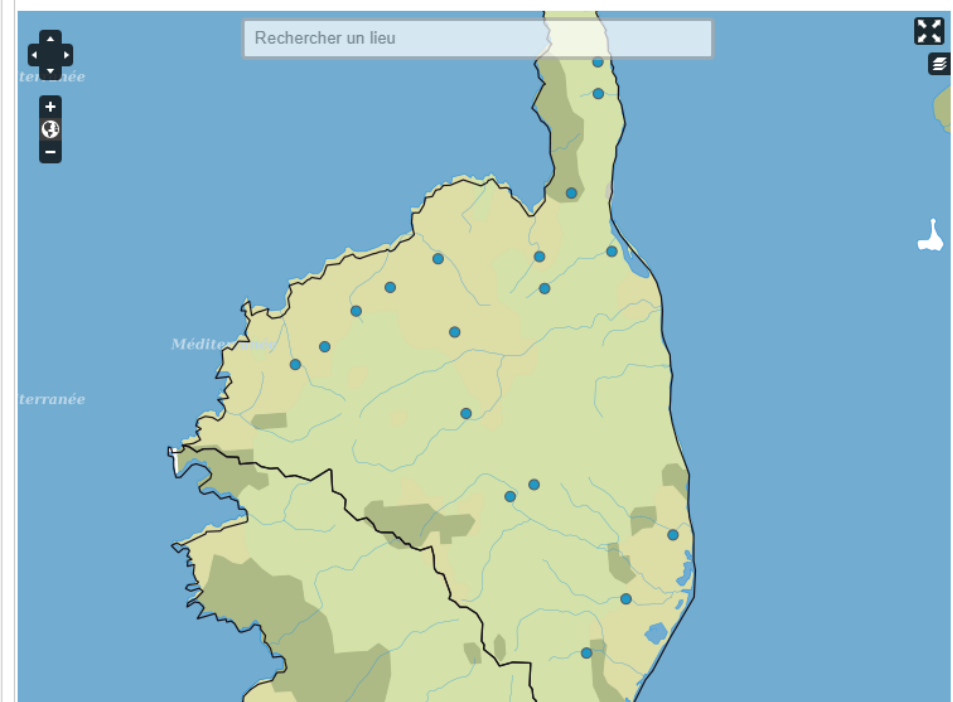 Rechercher un lieu
terranée
+
−
Méditerranée
terranée